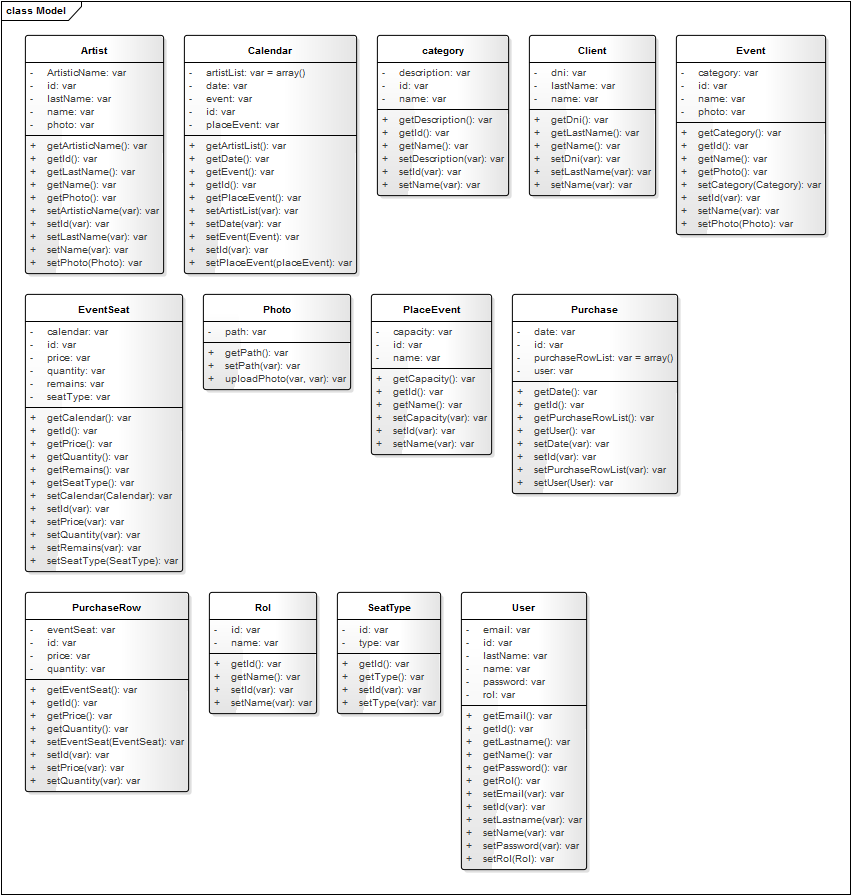 class Model
Artist
- ArtisticName: var
- id: var
- lastName: var
- name: var
- photo: var
+ getArtisticName(): var
+ getId(): var
+ getLastName(): var
+ getName(): var
+ getPhoto(): var
+ setArtisticName(var): var
+ setId(var): var
+ setLastName(var): var
+ setName(var): var
+ setPhoto(Photo): var
Calendar
- artistList: var = array()
- date: var
- event: var
- id: var
- placeEvent: var
+ getArtistList(): var
+ getDate(): var
+ getEvent(): var
+ getId(): var
+ getPlaceEvent(): var
+ setArtistList(var): var
+ setDate(var): var
+ setEvent(Event): var
+ setId(var): var
+ setPlaceEvent(placeEvent): var
category
- description: var
- id: var
- name: var
+ getDescription(): var
+ getId(): var
+ getName(): var
+ setDescription(var): var
+ setId(var): var
+ setName(var): var
Client
- dni: var
- lastName: var
- name: var
+ getDni(): var
+ getLastName(): var
+ getName(): var
+ setDni(var): var
+ setLastName(var): var
+ setName(var): var
Event
- category: var
- id: var
- name: var
- photo: var
+ getCategory(): var
+ getId(): var
+ getName(): var
+ getPhoto(): var
+ setCategory(Category): var
+ setId(var): var
+ setName(var): var
+ setPhoto(Photo): var
EventSeat
- calendar: var
- id: var
- price: var
- quantity: var
- remains: var
- seatType: var
+ getCalendar(): var
+ getId(): var
+ getPrice(): var
+ getQuantity(): var
+ getRemains(): var
+ getSeatType(): var
+ setCalendar(Calendar): var
+ setId(var): var
+ setPrice(var): var
+ setQuantity(var): var
+ setRemains(var): var
+ setSeatType(SeatType): var
Photo
- path: var
+ getPath(): var
+ setPath(var): var
+ uploadPhoto(var, var): var
PlaceEvent
- capacity: var
- id: var
- name: var
+ getCapacity(): var
+ getId(): var
+ getName(): var
+ setCapacity(var): var
+ setId(var): var
+ setName(var): var
Purchase
- date: var
- id: var
- purchaseRowList: var = array()
- user: var
+ getDate(): var
+ getId(): var
+ getPurchaseRowList(): var
+ getUser(): var
+ setDate(var): var
+ setId(var): var
+ setPurchaseRowList(var): var
+ setUser(User): var
PurchaseRow
- eventSeat: var
- id: var
- price: var
- quantity: var
+ getEventSeat(): var
+ getId(): var
+ getPrice(): var
+ getQuantity(): var
+ setEventSeat(EventSeat): var
+ setId(var): var
+ setPrice(var): var
+ setQuantity(var): var
Rol
- id: var
- name: var
+ getId(): var
+ getName(): var
+ setId(var): var
+ setName(var): var
SeatType
- id: var
- type: var
+ getId(): var
+ getType(): var
+ setId(var): var
+ setType(var): var
User
- email: var
- id: var
- lastName: var
- name: var
- password: var
- rol: var
+ getEmail(): var
+ getId(): var
+ getLastname(): var
+ getName(): var
+ getPassword(): var
+ getRol(): var
+ setEmail(var): var
+ setId(var): var
+ setLastname(var): var
+ setName(var): var
+ setPassword(var): var
+ setRol(Rol): var